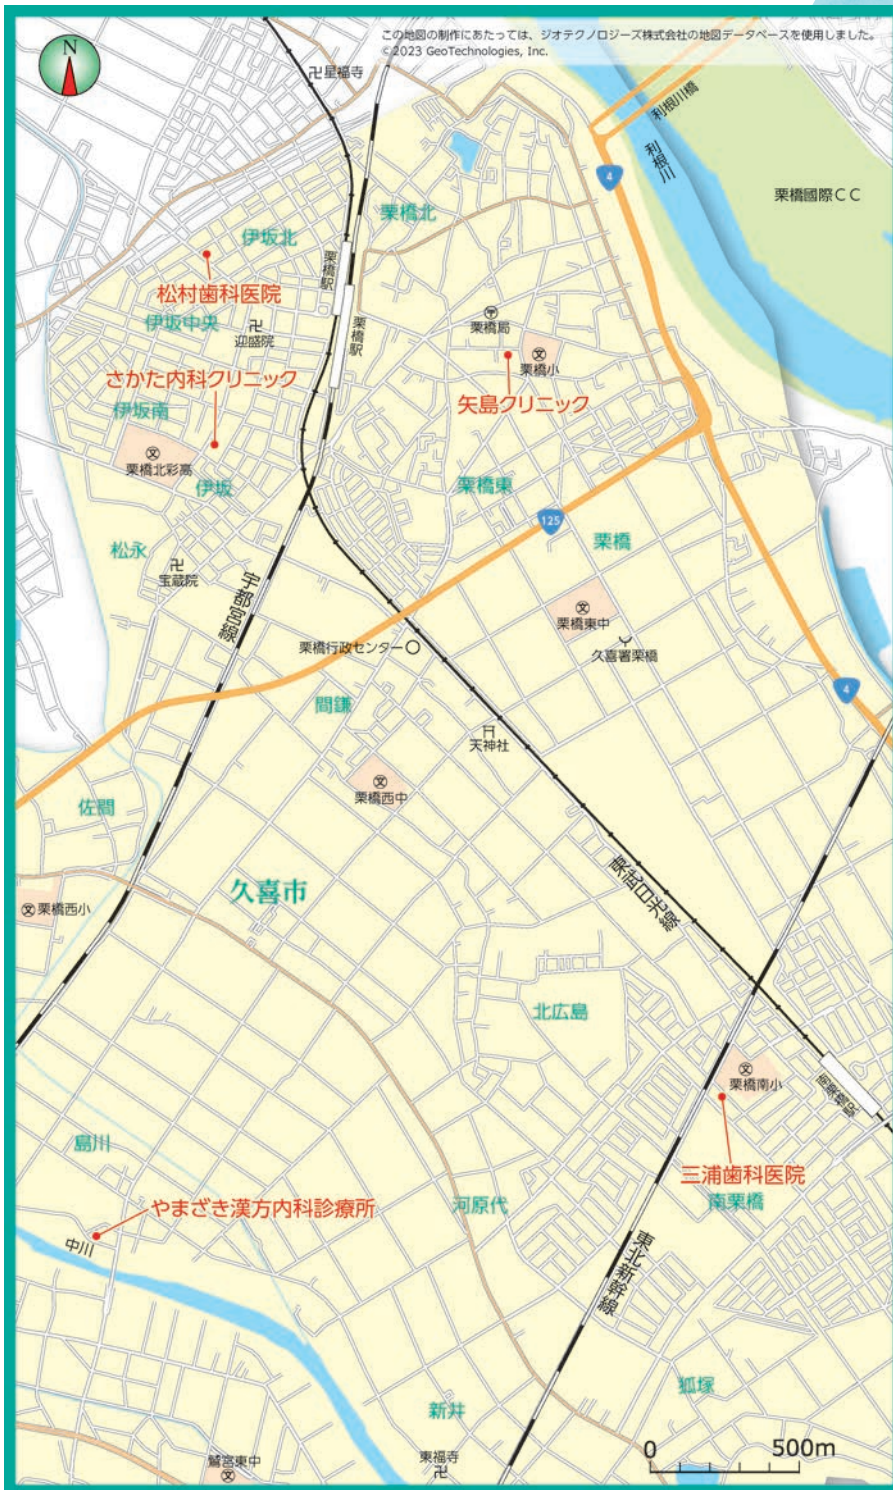 この地図の制作にあたっては、ジオテクノロジーズ株式会社の地図データベースを使用しました。
©2023 GeoTechnologies, Inc.
N
星福寺
利根川橋
利根川
4
栗橋國際CC
栗橋北
伊坂北
松村歯科医院
栗橋駅
伊坂中央
迎盛院
栗橋駅
栗橋局
文
栗橋小
さかた内科クリニック
矢島クリニック
伊坂南
文
栗橋北彩高
伊坂
栗橋東
125
栗橋
松永
宝蔵院
宇都宮線
文
栗橋東中
栗橋行政センター
久喜署栗橋
4
間鎌
天神社
文
栗橋西中
佐間
久喜市
文栗橋西小
東武日光線
北広島
文
栗橋南小
南栗橋駅
島川
三浦歯科医院
やまざき漢方内科診療所
河原代
南栗橋
中川
東北新幹線
狐塚
新井
東福寺
鷲宮東中
文
0 500m